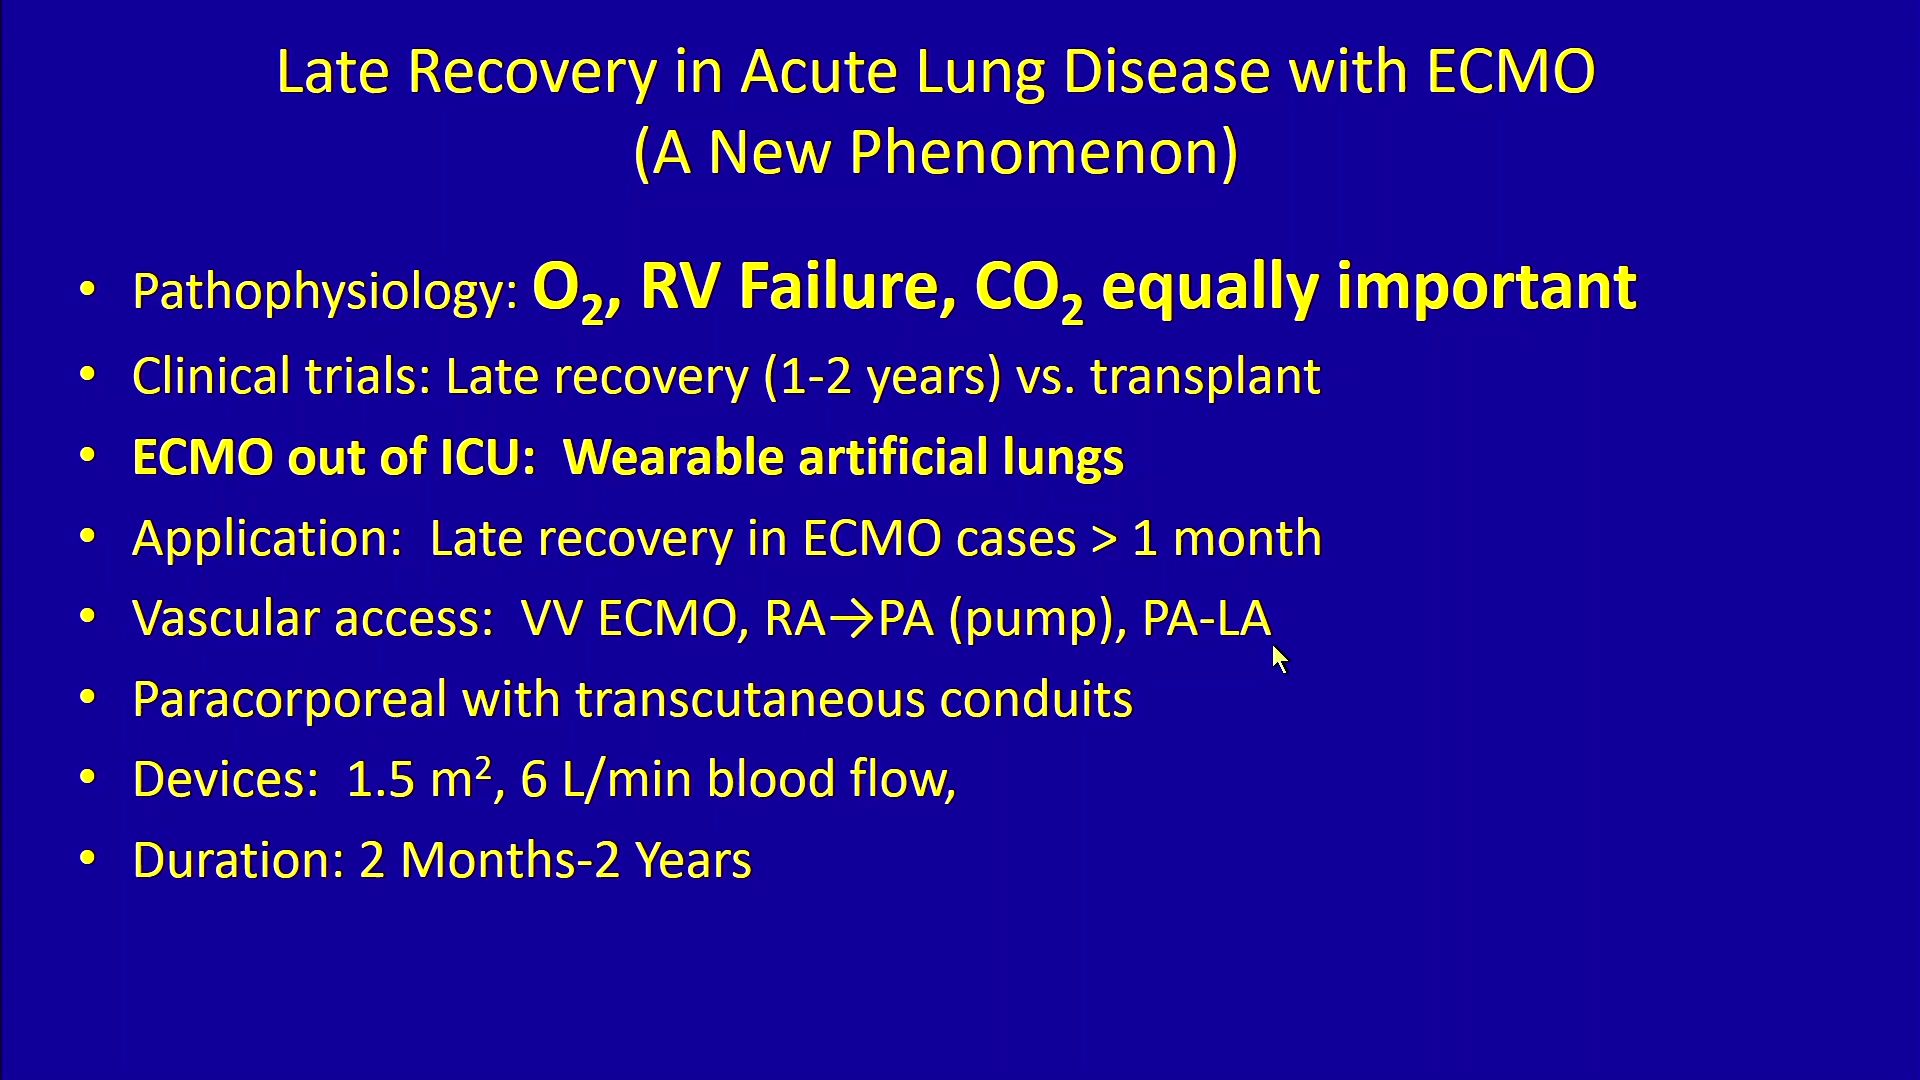 Late Recovery in Acute Lung Disease with ECMO
(A New Phenomenon)
• Pathophysiology: O₂, RV Failure, CO₂ equally important
• Clinical trials: Late recovery (1-2 years) vs. transplant
• ECMO out of ICU:  Wearable artificial lungs
• Application:  Late recovery in ECMO cases > 1 month
• Vascular access:  VV ECMO, RA→PA (pump), PA-LA
• Paracorporeal with transcutaneous conduits
• Devices:  1.5 m², 6 L/min blood flow,
• Duration: 2 Months-2 Years